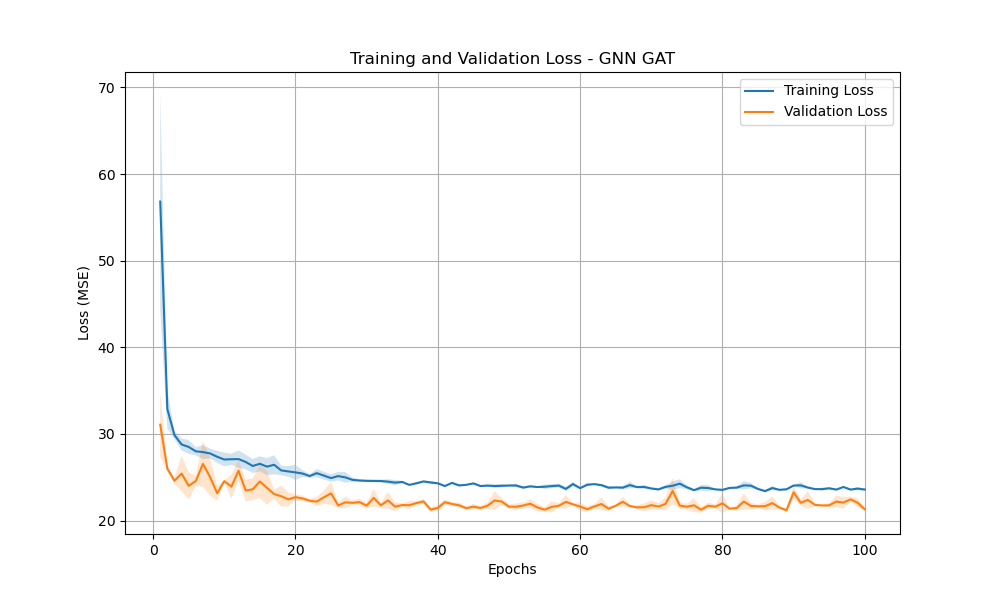 Training and Validation Loss - GNN GAT
Training Loss
Validation Loss
Loss (MSE)
70
60
50
40
30
20
0 20 40 60 80 100
Epochs